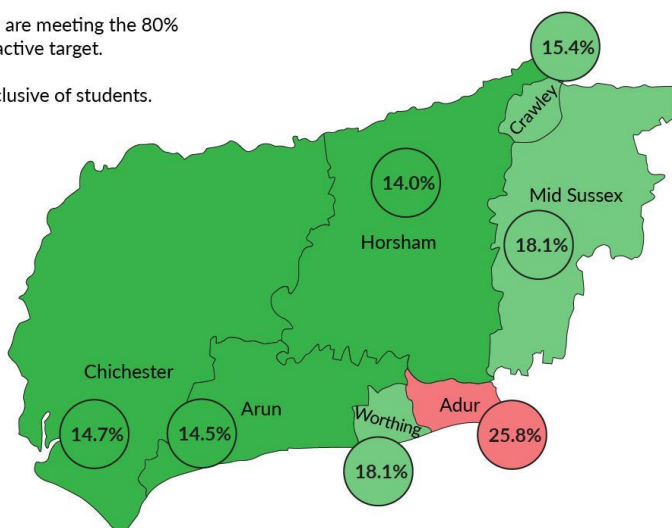 are meeting the 80%
active target.
clusive of students.
15.4%
Crawley
14.0%
Horsham
Mid Sussex
18.1%
Chichester
14.7%
14.5%
Arun
Worthing
18.1%
Adur
25.8%